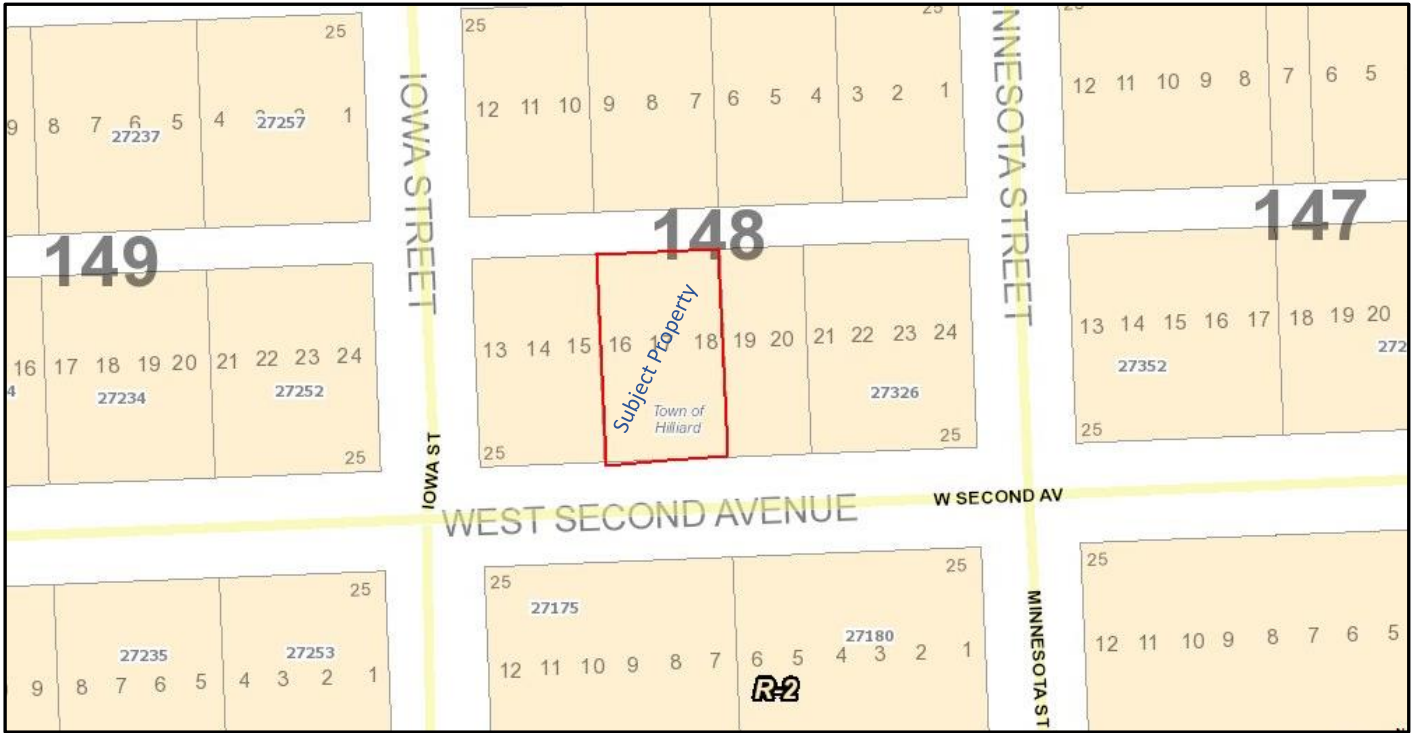 25
25
25
25
9
8
7
6
5
27237
4
27257
1
IOWA STREET
12 11 10 9 8 7 6 5 4 3 2 1
NNESOTA STREET
12 11 10 9 8 7 6 5
149
148
147
16 17 18 19 20 21 22 23 24
4
27234
27252
25
13 14 15 16
18 19 20 21 22 23 24
Subject Property
Town of
Hilliard
27326
25
25
13 14 15 16 17 18 19 20
27352
272
25
IOWA ST
WEST SECOND AVENUE
W SECOND AV
25
25
25
25
27235
27253
9 8 7 6 5 4 3 2 1
27175
27180
12 11 10 9 8 7 6 5 4 3 2 1
R-2
MINNESOTA ST
12 11 10 9 8 7 6 5